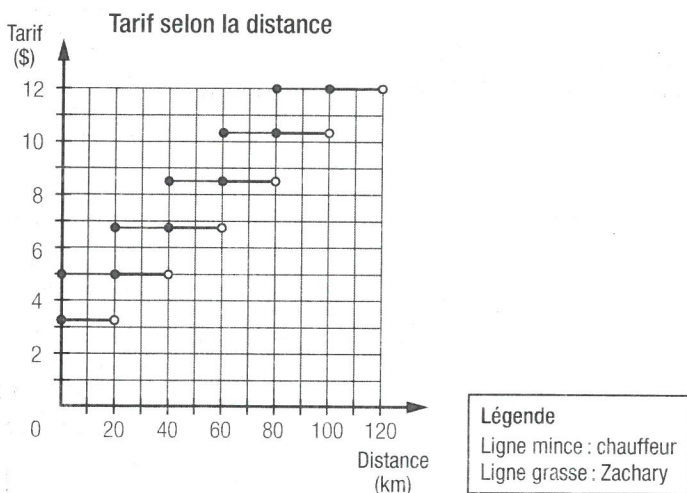 Tarif selon la distance
Tarif
($)
12
10
8
6
4
2
0
20 40 60 80 100 120
Distance
(km)
Légende
Ligne mince : chauffeur
Ligne grasse : Zachary